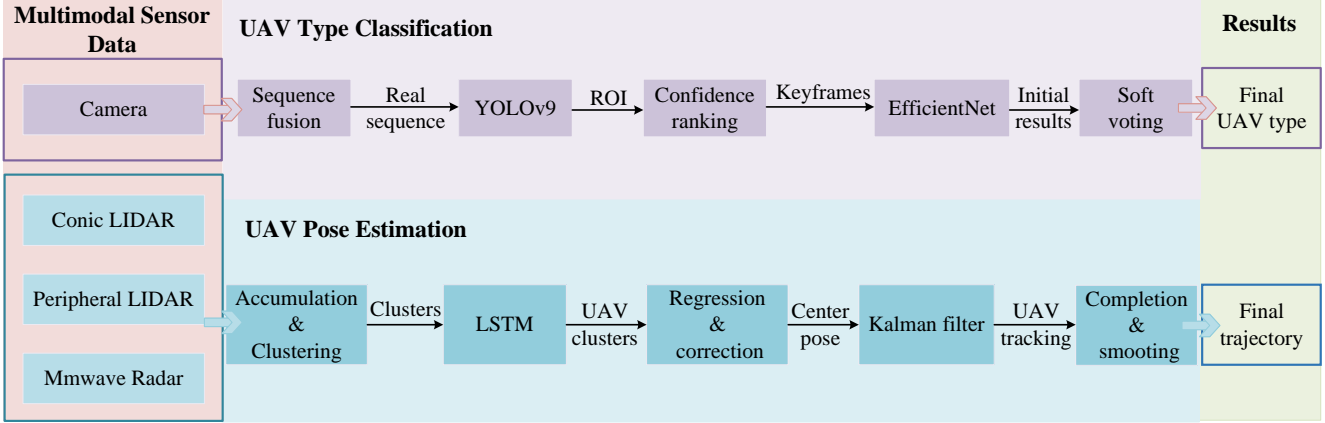 Multimodal Sensor
Data
UAV Type Classification
Results
Camera
Sequence
fusion
Real
sequence
YOLOv9
ROI
Confidence
ranking
Keyframes
EfficientNet
Initial
results
Soft
voting
Final
UAV type
Conic LIDAR
Peripheral LIDAR
Mmwave Radar
UAV Pose Estimation
Accumulation
&
Clustering
Clusters
LSTM
UAV
clusters
Regression
&
correction
Center
pose
Kalman filter
UAV
tracking
Completion
&
smooting
Final
trajectory